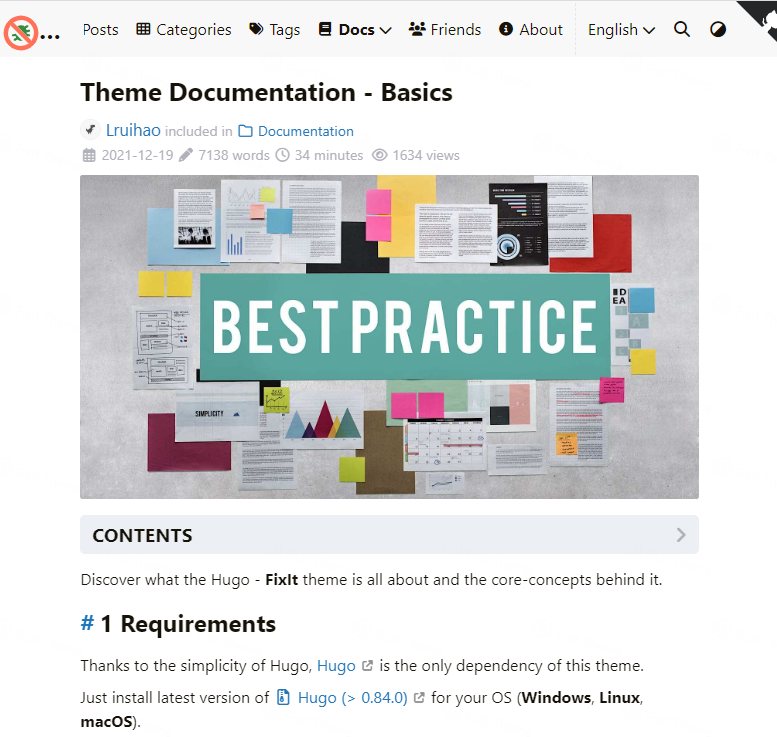 ... Posts Categories Tags Docs Friends About English
Theme Documentation - Basics
Lruihao included in Documentation
2021-12-19 7138 words 34 minutes 1634 views
IDEA
BEST PRACTICE
SIMPLICITY
CONTENTS
Discover what the Hugo - FixIt theme is all about and the core-concepts behind it.
# 1 Requirements
Thanks to the simplicity of Hugo, Hugo is the only dependency of this theme.
Just install latest version of Hugo (> 0.84.0) for your OS (Windows, Linux,
macOS).